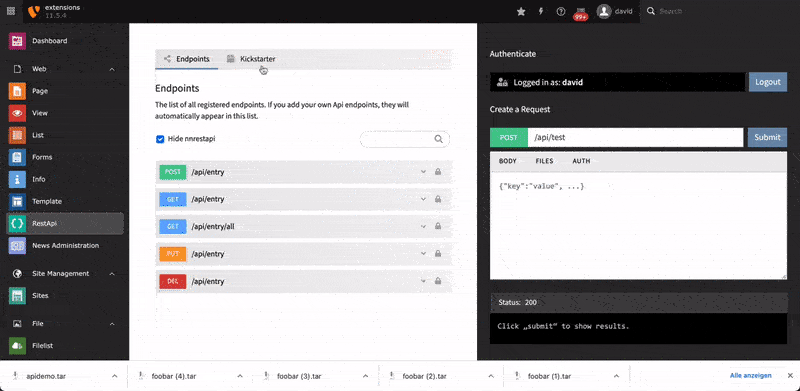 extensions
11.5.4
99+
david
Search
Dashboard
Web
Page
View
List
Forms
Info
Template
RestApi
News Administration
Site Management
Sites
File
Filelist
Endpoints
Kickstarter
Endpoints
The list of all registered endpoints. If you add your own Api endpoints, they will
automatically appear in this list.
Hide nnrestapi
POST /api/entry
GET /api/entry
GET /api/entry/all
PUT /api/entry
DEL /api/entry
Authenticate
Logged in as: david
Logout
Create a Request
POST
/api/test
Submit
BODY
FILES
AUTH
{"key":"value", ...}
Status: 200
Click „submit“ to show results.
apidemo.tar
foobar (4).tar
foobar (3).tar
foobar (2).tar
foobar (1).tar
Alle anzeigen